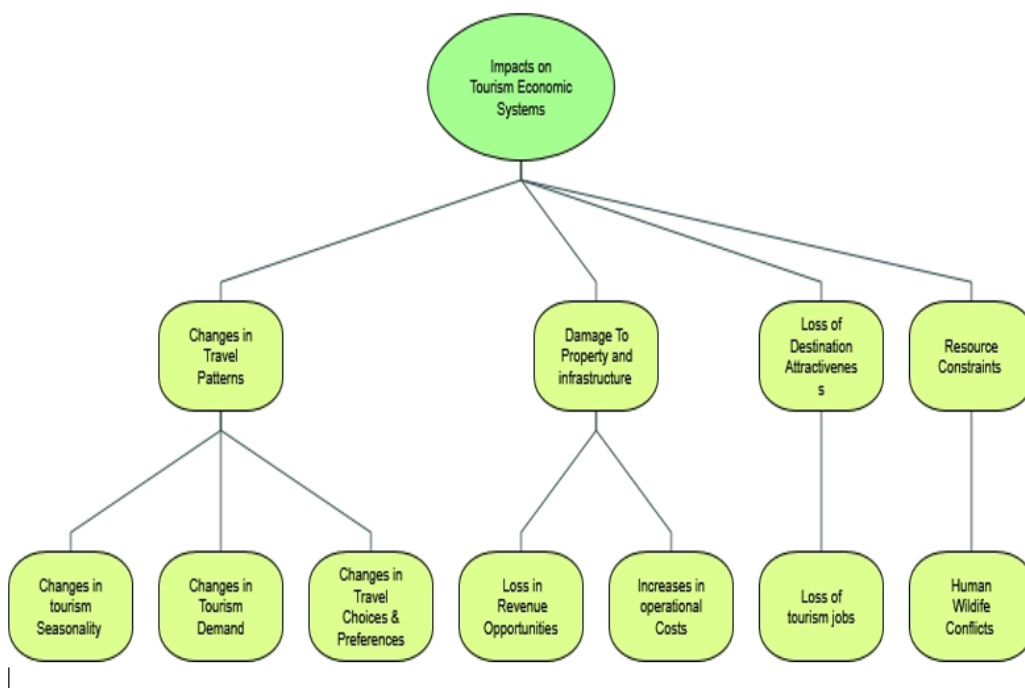 Impacts on
Tourism Economic
Systems
Changes in
Travel
Patterns
Damage To
Property and
infrastructure
Loss of
Destination
Attractivenes
s
Resource
Constraints
Changes in
tourism
Seasonality
Changes in
Tourism
Demand
Changes in
Travel
Choices &
Preferences
Loss in
Revenue
Opportunities
Increases in
operational
Costs
Loss of
tourism jobs
Human
Wildife
Conflicts